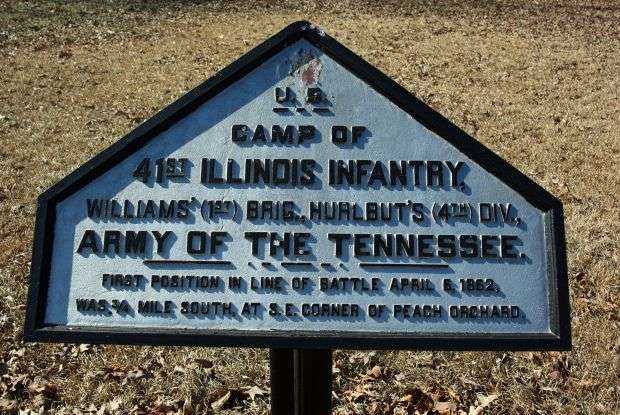 U. S.
CAMP OF
41ST ILLINOIS INFANTRY,
WILLIAMS' (1ST) BRIG., HURLBUT'S (4TH) DIV.,
ARMY OF THE TENNESSEE.
FIRST POSITION IN LINE OF BATTLE APRIL 6, 1862,
WAS 3/4 MILE SOUTH, AT S.E. CORNER OF PEACH ORCHARD.